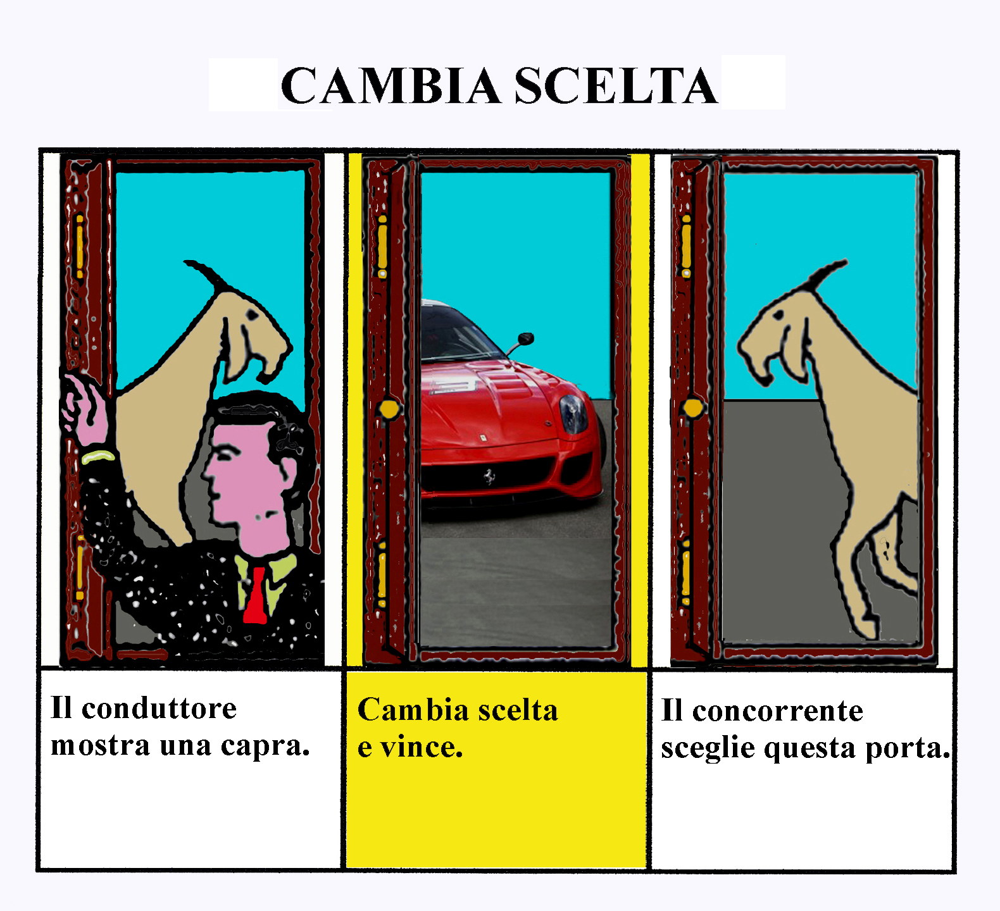 CAMBIA SCELTA
Il conduttore
mostra una capra.
Cambia scelta
e vince.
Il concorrente
sceglie questa porta.